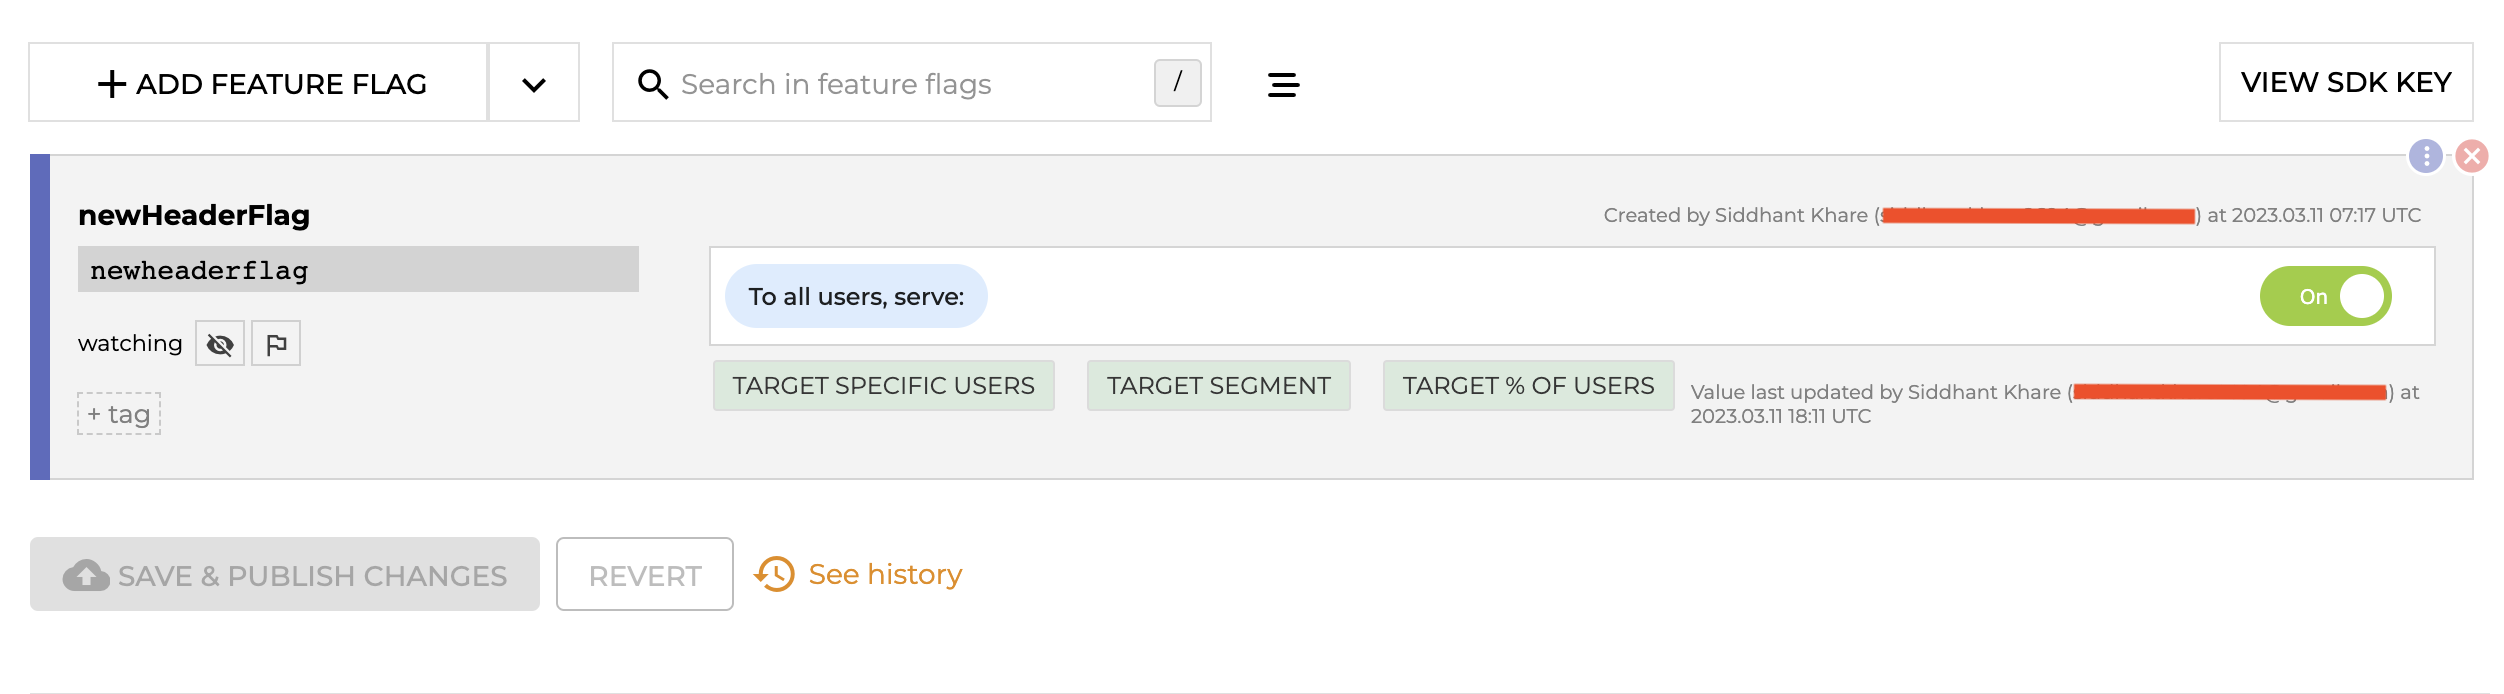 + ADD FEATURE FLAG
Search in feature flags
/
VIEW SDK KEY
newHeaderFlag
Created by Siddhant Khare ( ) at 2023.03.11 07:17 UTC
newheaderflag
To all users, serve:
On
watching
TARGET SPECIFIC USERS
TARGET SEGMENT
TARGET % OF USERS
Value last updated by Siddhant Khare ( ) at
2023.03.11 18:11 UTC
+ tag
SAVE & PUBLISH CHANGES
REVERT
See history